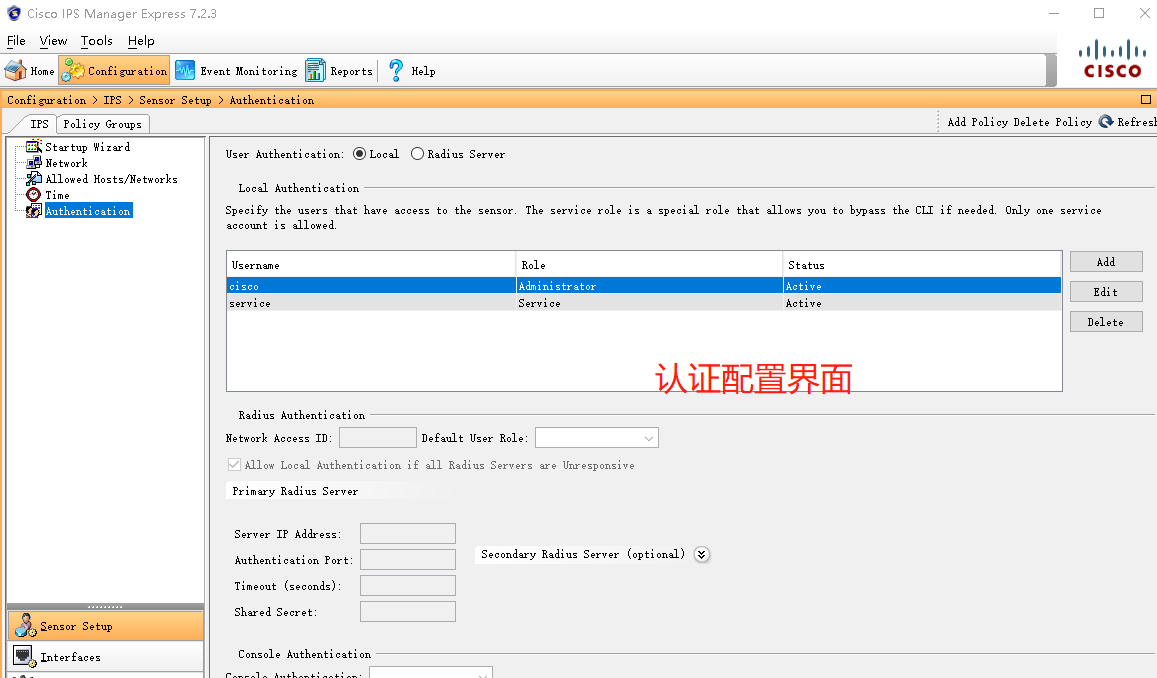 Cisco IPS Manager Express 7.2.3
File View Tools Help
Home Configuration Event Monitoring Reports Help
CISCO
Configuration > IPS > Sensor Setup > Authentication
IPS Policy Groups
Add Policy Delete Policy Refresh
Startup Wizard
Network
Allowed Hosts/Networks
Time
Authentication
Sensor Setup
Interfaces
User Authentication: Local Radius Server
Local Authentication
Specify the users that have access to the sensor. The service role is a special role that allows you to bypass the CLI if needed. Only one service
account is allowed.
Username Role Status
cisco Administrator Active
service Service Active
Add
Edit
Delete
认证配置界面
Radius Authentication
Network Access ID: Default User Role:
Allow Local Authentication if all Radius Servers are Unresponsive
Primary Radius Server
Server IP Address:
Authentication Port:
Timeout (seconds):
Shared Secret:
Secondary Radius Server (optional)
Console Authentication
Console Authentication: